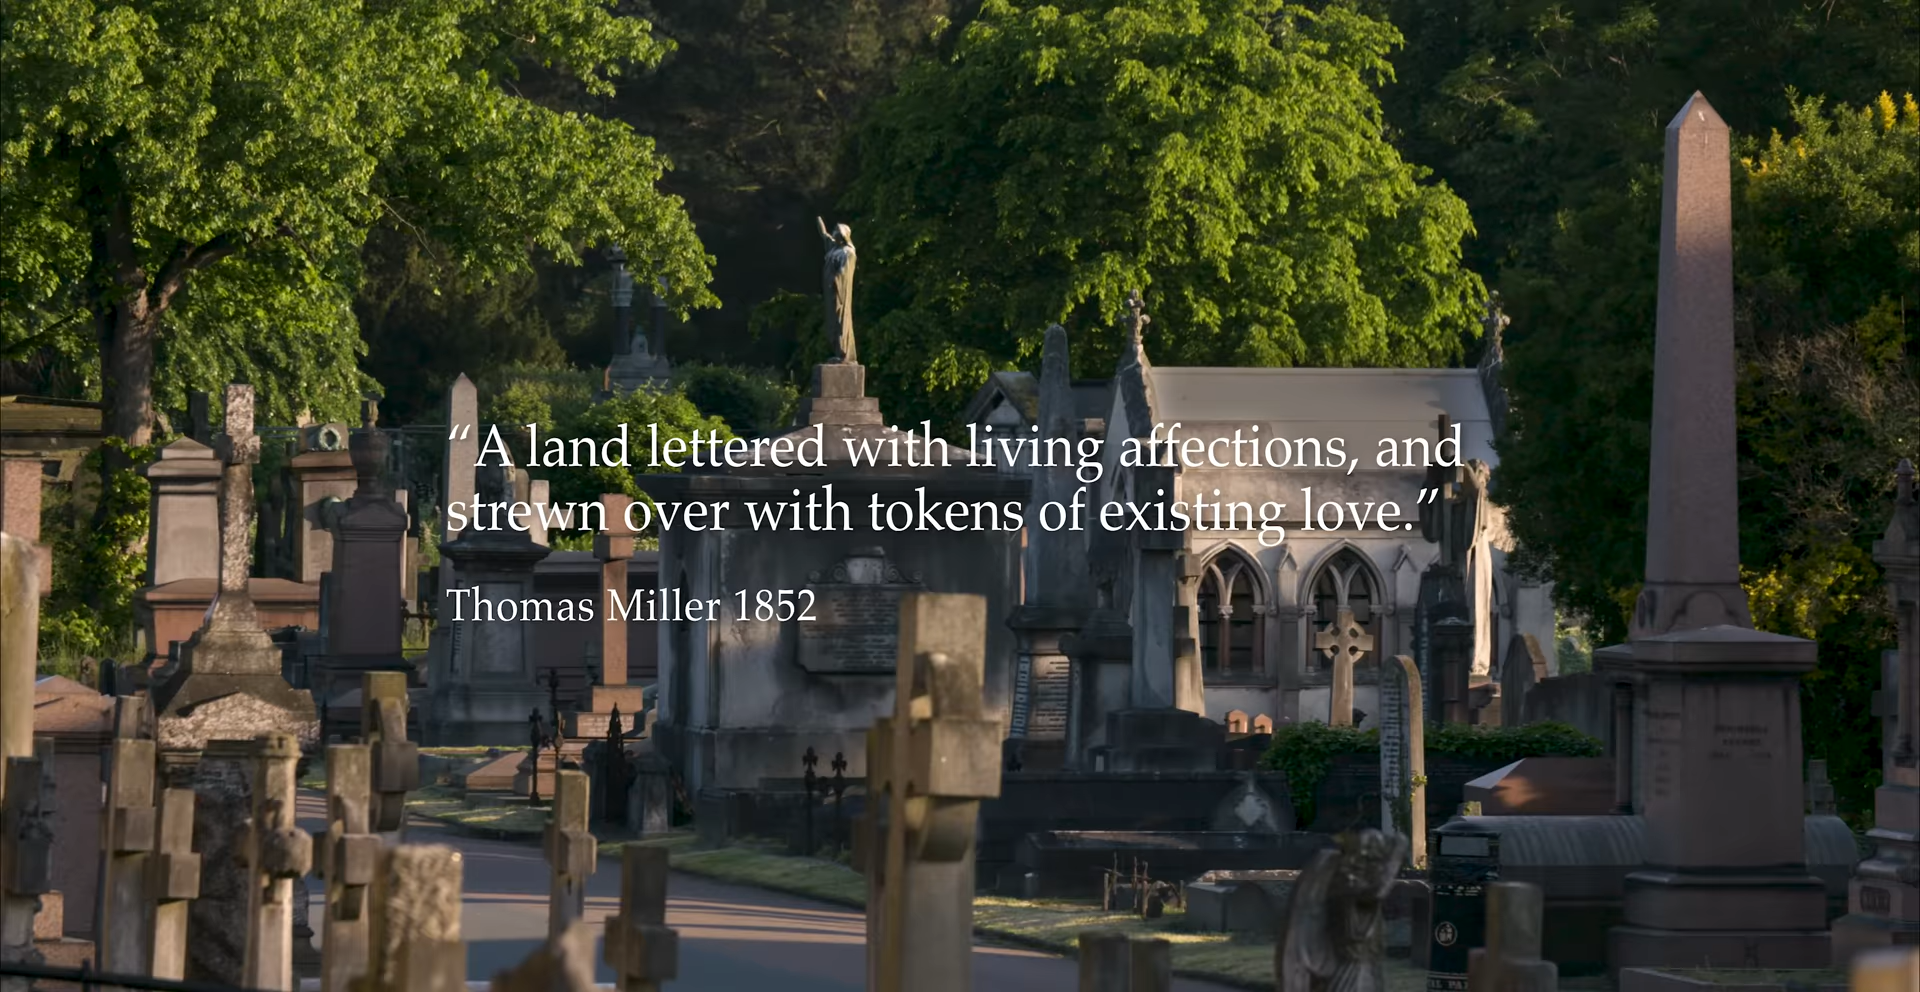 “A land lettered with living affections, and
strewn over with tokens of existing love.”
Thomas Miller 1852